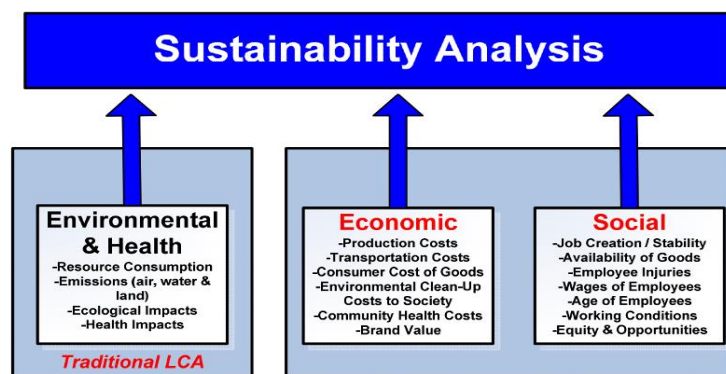 Sustainability Analysis
Environmental
& Health
-Resource Consumption
-Emissions (air, water &
land)
-Ecological Impacts
-Health Impacts
Traditional LCA
Economic
-Production Costs
-Transportation Costs
-Consumer Cost of Goods
-Environmental Clean-Up
Costs to Society
-Community Health Costs
-Brand Value
Social
-Job Creation / Stability
-Availability of Goods
-Employee Injuries
-Wages of Employees
-Age of Employees
-Working Conditions
-Equity & Opportunities